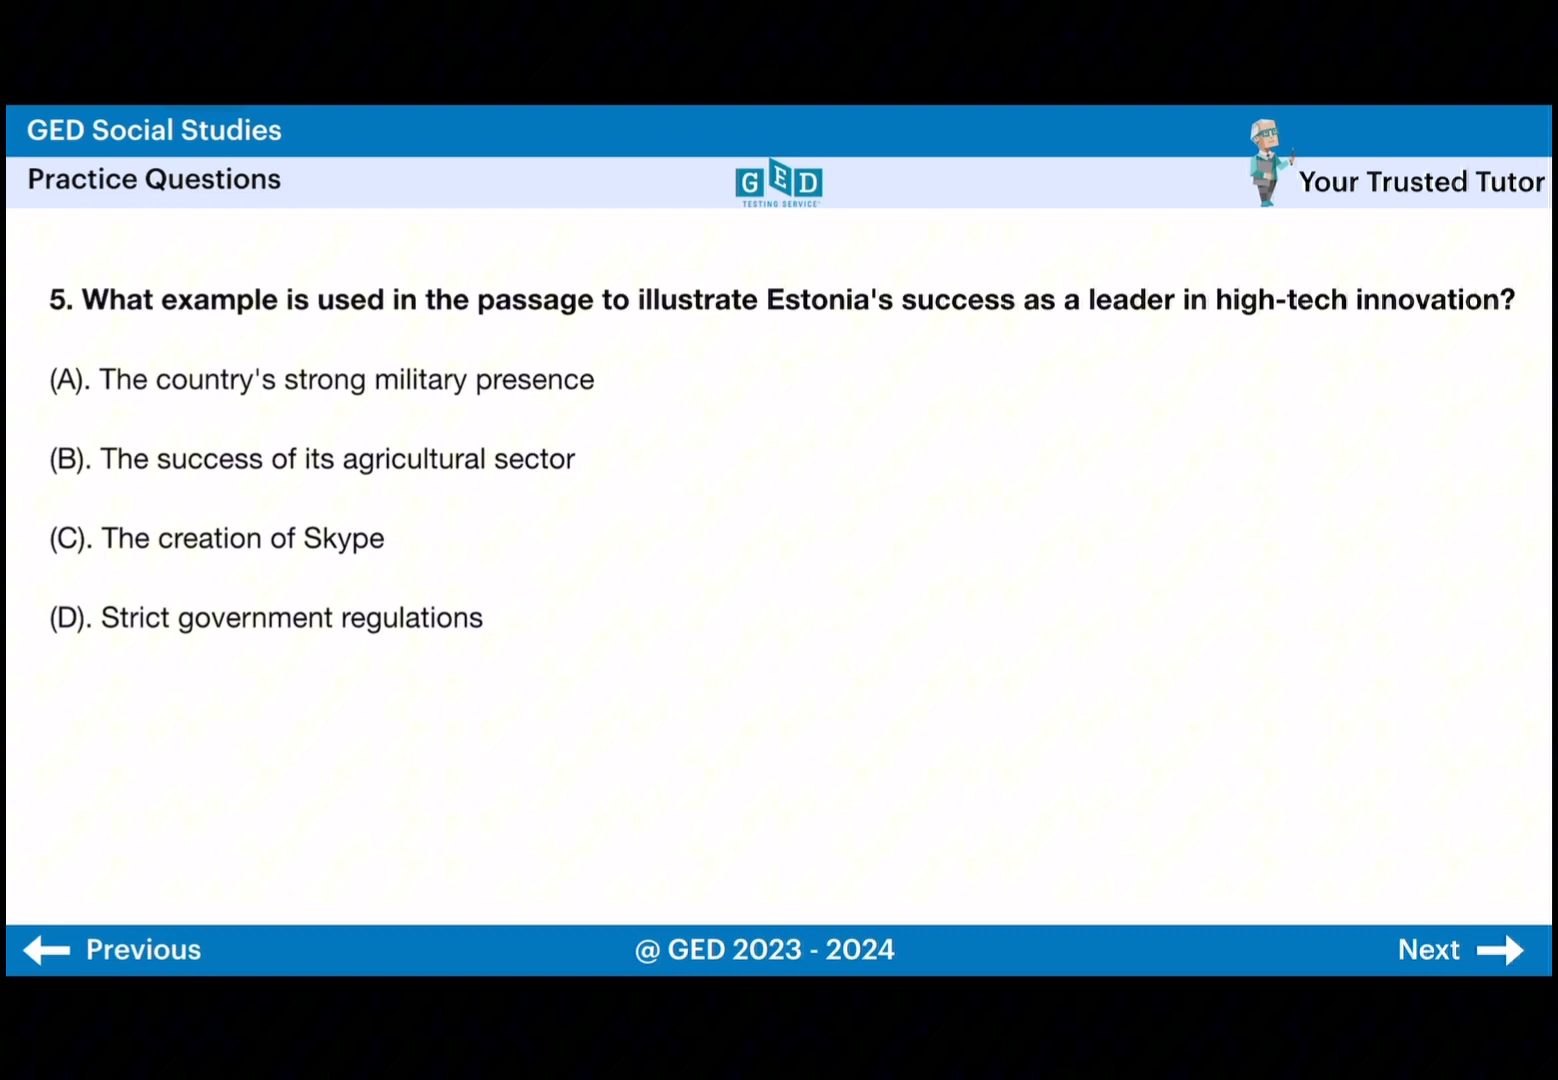 GED Social Studies
Practice Questions
GED
TESTING SERVICE
Your Trusted Tutor
5. What example is used in the passage to illustrate Estonia's success as a leader in high-tech innovation?
(A). The country's strong military presence
(B). The success of its agricultural sector
(C). The creation of Skype
(D). Strict government regulations
Previous
@ GED 2023 - 2024
Next